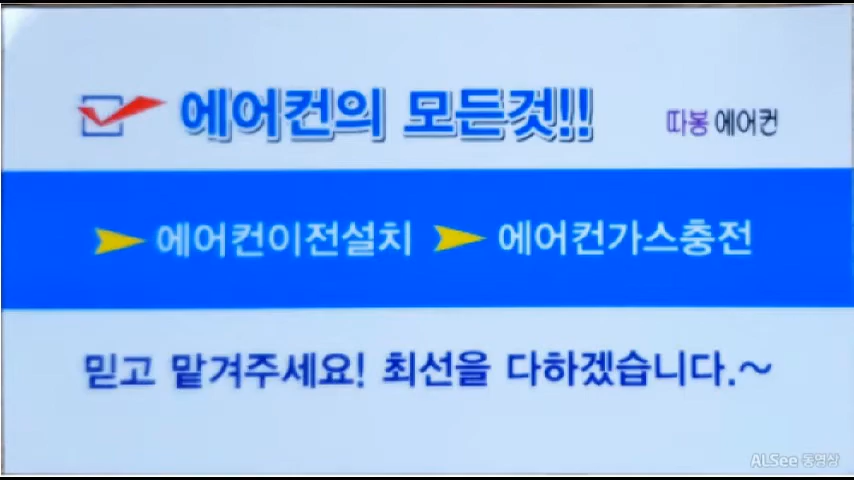 에어컨의 모든것!!
따봉 에어컨
에어컨이전설치 에어컨가스충전
믿고 맡겨주세요! 최선을 다하겠습니다.~
ALSee 동영상